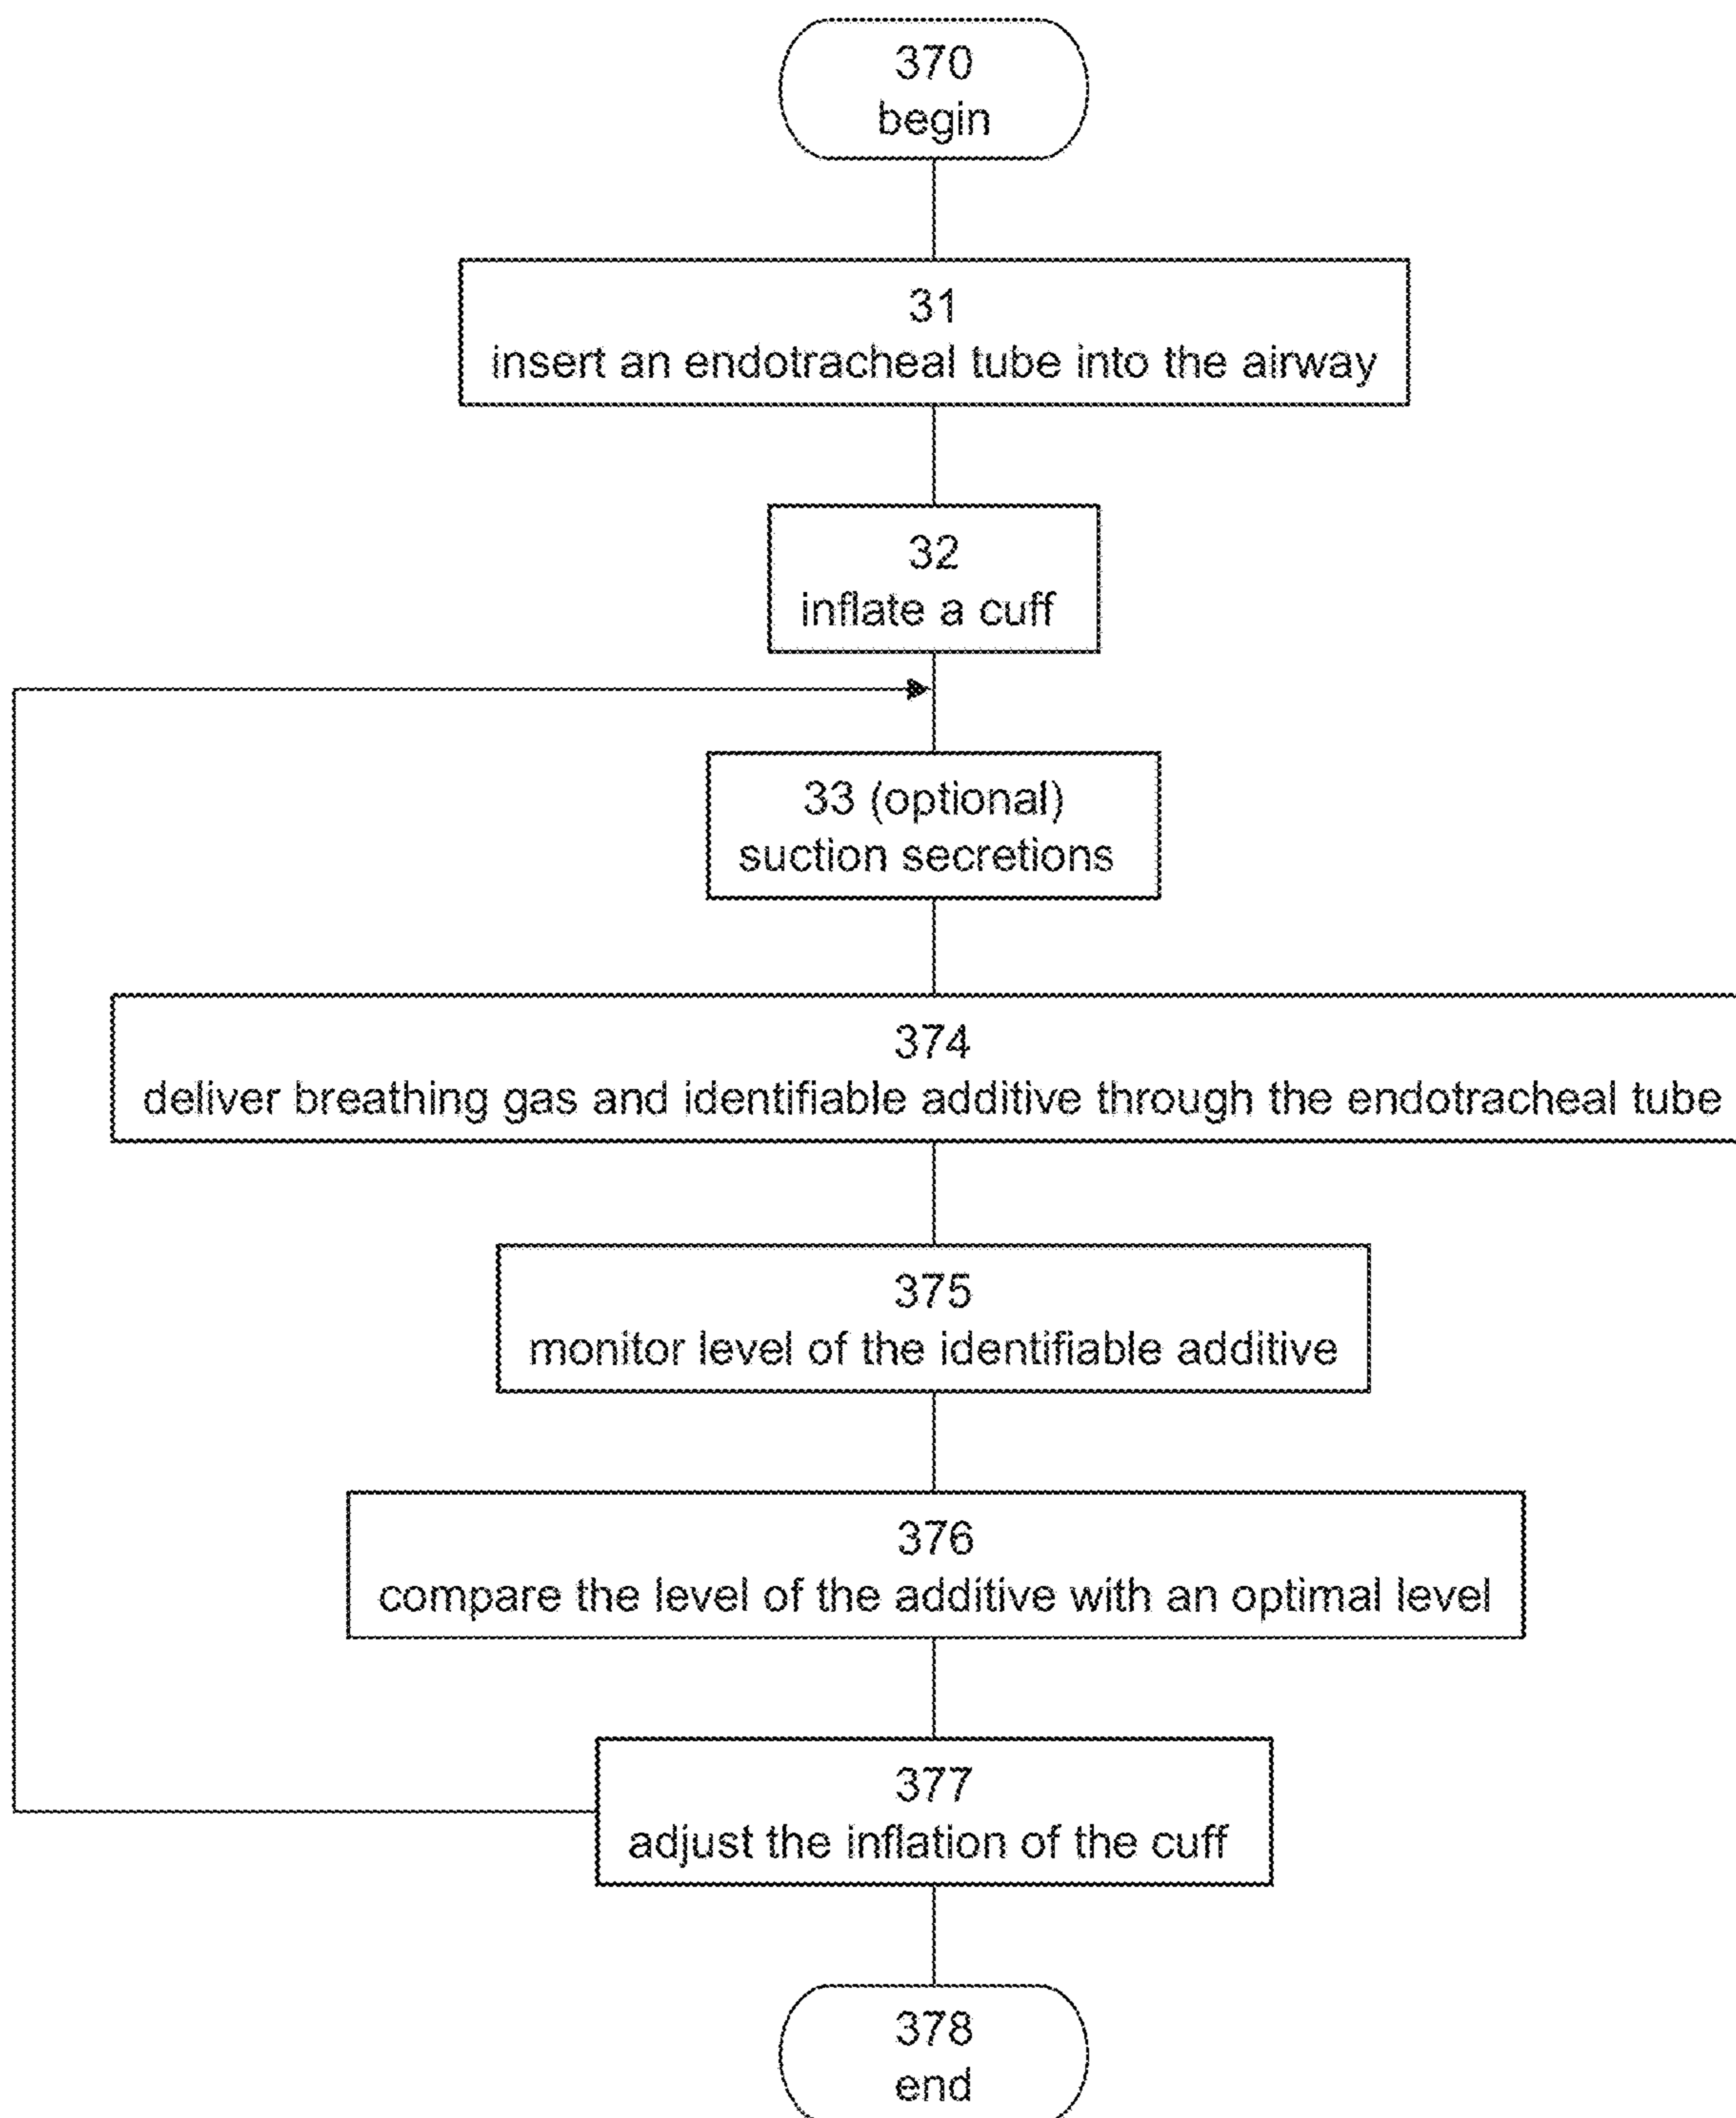 370
begin
31
insert an endotracheal tube into the airway
32
inflate a cuff
33 (optional)
suction secretions
374
deliver breathing gas and identifiable additive through the endotracheal tube
375
monitor level of the identifiable additive
376
compare the level of the additive with an optimal level
377
adjust the inflation of the cuff
378
end